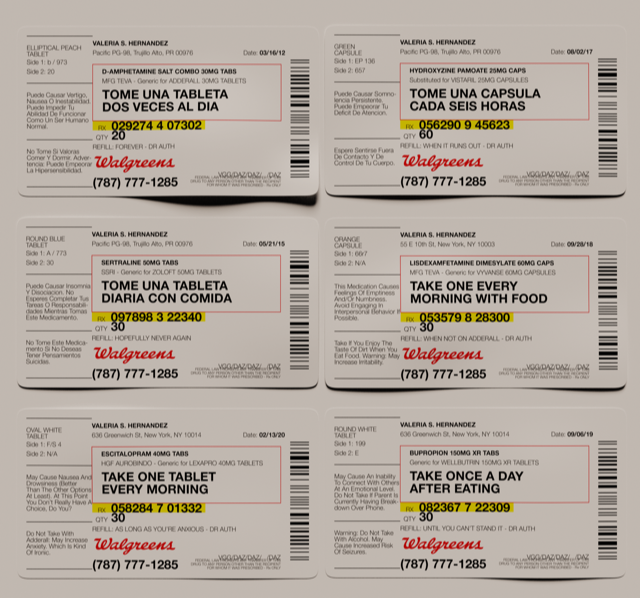 ELLIPTICAL PEACH
TABLET
Side 1: b / 973
Side 2: 20
Puede Causar Vertigo,
Nausea O Inestabilidad.
Puede Impedir Tu
Abilidad De Funcionar
Como Un Ser Humano
Normal.
No Tome Si Valoras
Comer Y Dormir. Adver-
tencia: Puede Empeorar
La Hipersensibilidad.
VALERIA S. HERNANDEZ
Pacific PG-98, Trujillo Alto, PR 00976 Date: 03/16/12
D-AMPHETAMINE SALT COMBO 30MG TABS
MFG TEVA - Generic for ADDERALL 30MG TABLETS
TOME UNA TABLETA
DOS VECES AL DIA
RX 029274 4 07302
QTY 20
REFILL: FOREVER - DR AUTH
Walgreens
(787) 777-1285
GREEN
CAPSULE
Side 1: EP 136
Side 2: 657
Puede Causar Somno-
lencia Persistente,
Puede Empeorar Tu
Deficit De Atencion.
Espere Sentirse Fuera
De Contacto Y De
Control De Tu Cuerpo.
VALERIA S. HERNANDEZ
Pacific PG-98, Trujillo Alto, PR 00976 Date: 08/02/17
HYDROXYZINE PAMOATE 25MG CAPS
Substituted for VISTARIL 25MG CAPSULES
TOME UNA CAPSULA
CADA SEIS HORAS
RX 056290 9 45623
QTY 60
REFILL: WHEN IT RUNS OUT - DR AUTH
Walgreens
(787) 777-1285
ROUND BLUE
TABLET
Side 1: A / 773
Side 2: 30
Puede Causar Insomnia
Y Disociacion. No
Esperes Completar Tus
Tareas O Responsabili-
dades Mientras Tomas
Este Medicamento.
No Tome Este Medica-
mento Si No Deseas
Tener Pensamientos
Suicidas.
VALERIA S. HERNANDEZ
Pacific PG-98, Trujillo Alto, PR 00976 Date: 05/21/15
SERTRALINE 50MG TABS
SSRI - Generic for ZOLOFT 50MG TABLETS
TOME UNA TABLETA
DIARIA CON COMIDA
RX 097898 3 22340
QTY 30
REFILL: HOPEFULLY NEVER AGAIN
Walgreens
(787) 777-1285
ORANGE
CAPSULE
Side 1: 69/7
Side 2: N/A
This Medication Causes
Feelings Of Emptiness
And/Or Numbness.
Avoid Engaging In
Interpersonal Behavior If
Possible.
Take If You Enjoy The
Taste Of Dirt When You
Eat Food. Warning: May
Increase Irritability.
VALERIA S. HERNANDEZ
55 E 10th St, New York, NY 10003 Date: 09/28/18
LISDEXAMFETAMINE DIMESYLATE 60MG CAPS
MFG TEVA - Generic for VYVANSE 60MG CAPSULES
TAKE ONE EVERY
MORNING WITH FOOD
RX 053579 8 28300
QTY 30
REFILL: WHEN NOT ON ADDERALL - DR AUTH
Walgreens
(787) 777-1285
OVAL WHITE
TABLET
Side 1: F/S 4
Side 2: N/A
May Cause Nausea And
Drowsiness (Better
Than The Other Options
At Least). At This Point
You Don't Really Have A
Choice, Do You?
Do Not Take With
Adderall. May Increase
Anxiety. Which Is Kind
Of Ironic.
VALERIA S. HERNANDEZ
636 Greenwich St, New York, NY 10014 Date: 02/13/20
ESCITALOPRAM 40MG TABS
HGF AUROBINDO - Generic for LEXAPRO 40MG TABLETS
TAKE ONE TABLET
EVERY MORNING
RX 058284 7 01332
QTY 30
REFILL: AS LONG AS YOU'RE ANXIOUS - DR AUTH
Walgreens
(787) 777-1285
ROUND WHITE
TABLET
Side 1: 199
Side 2: E
May Cause An Inability
To Connect With Others
At An Emotional Level.
Do Not Take If Parent Is
Currently Having Break-
down Over Phone.
Warning: Do Not Take
With Alcohol. May
Cause Increased Risk
Of Seizures.
VALERIA S. HERNANDEZ
636 Greenwich St, New York, NY 10014 Date: 09/06/19
BUPROPION 150MG XR TABS
Generic for WELLBUTRIN 150MG XR TABLETS
TAKE ONCE A DAY
AFTER EATING
RX 082367 7 22309
QTY 30
REFILL: UNTIL YOU CAN'T STAND IT - DR AUTH
Walgreens
(787) 777-1285